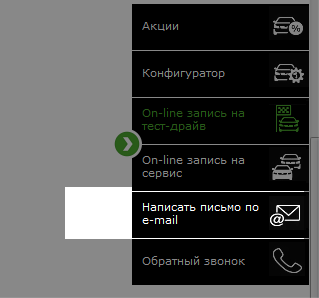 Акции
Конфигуратор
On-line запись на
тест-драйв
On-line запись на
сервис
Написать письмо по
e-mail
Обратный звонок